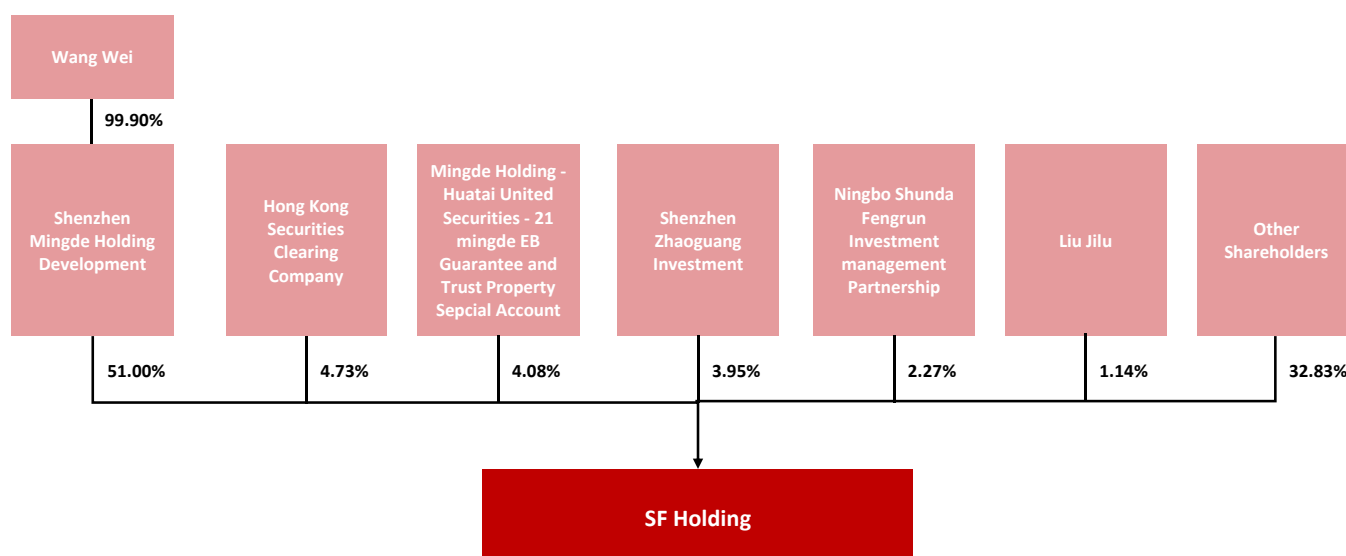 Wang Wei
99.90%
Shenzhen
Mingde Holding
Development
Hong Kong
Securities
Clearing
Company
Mingde Holding -
Huatai United
Securities - 21
mingde EB
Guarantee and
Trust Property
Sepcial Account
Shenzhen
Zhaoguang
Investment
Ningbo Shunda
Fengrun
Investment
management
Partnership
Liu Jilu
Other
Shareholders
51.00%
4.73%
4.08%
3.95%
2.27%
1.14%
32.83%
SF Holding